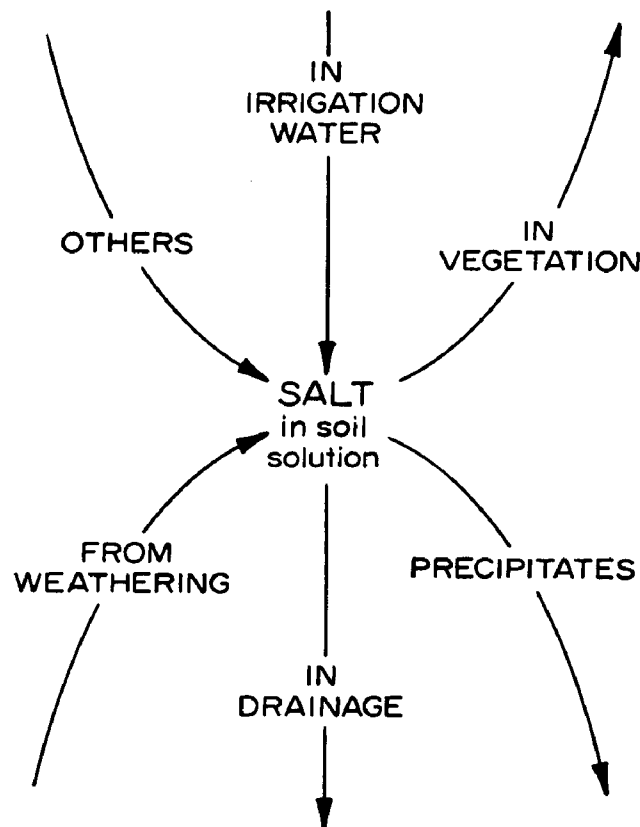 IN
IRRIGATION
WATER
OTHERS
IN
VEGETATION
SALT
in soil
solution
FROM
WEATHERING
PRECIPITATES
IN
DRAINAGE